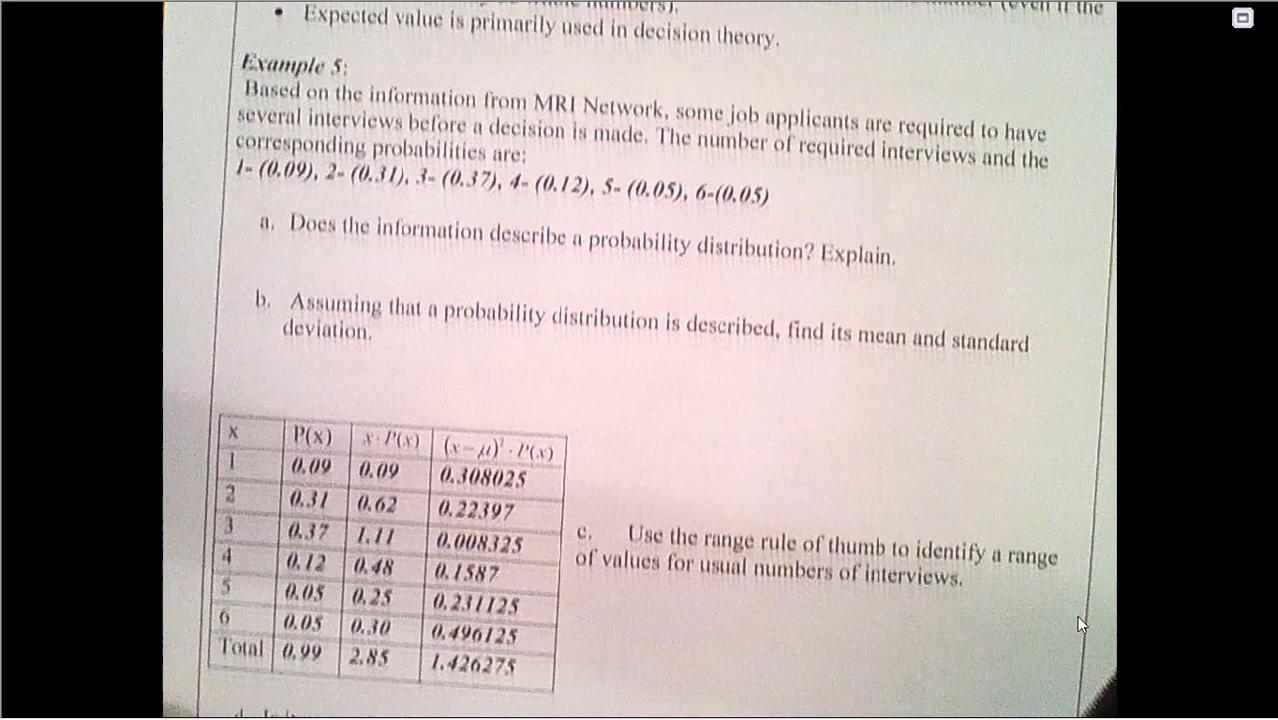 numbers). (even if the
• Expected value is primarily used in decision theory.
Example 5:
Based on the information from MRI Network, some job applicants are required to have
several interviews before a decision is made. The number of required interviews and the
corresponding probabilities are:
1- (0.09), 2- (0.31), 3- (0.37), 4- (0.12), 5- (0.05), 6-(0.05)
a. Does the information describe a probability distribution? Explain.
b. Assuming that a probability distribution is described, find its mean and standard
deviation.
x P(x) x · P(x) (x − μ)² · P(x)
1 0.09 0.09 0.308025
2 0.31 0.62 0.22397
3 0.37 1.11 0.008325
4 0.12 0.48 0.1587
5 0.05 0.25 0.231125
6 0.05 0.30 0.496125
Total 0.99 2.85 1.426275
c. Use the range rule of thumb to identify a range
of values for usual numbers of interviews.